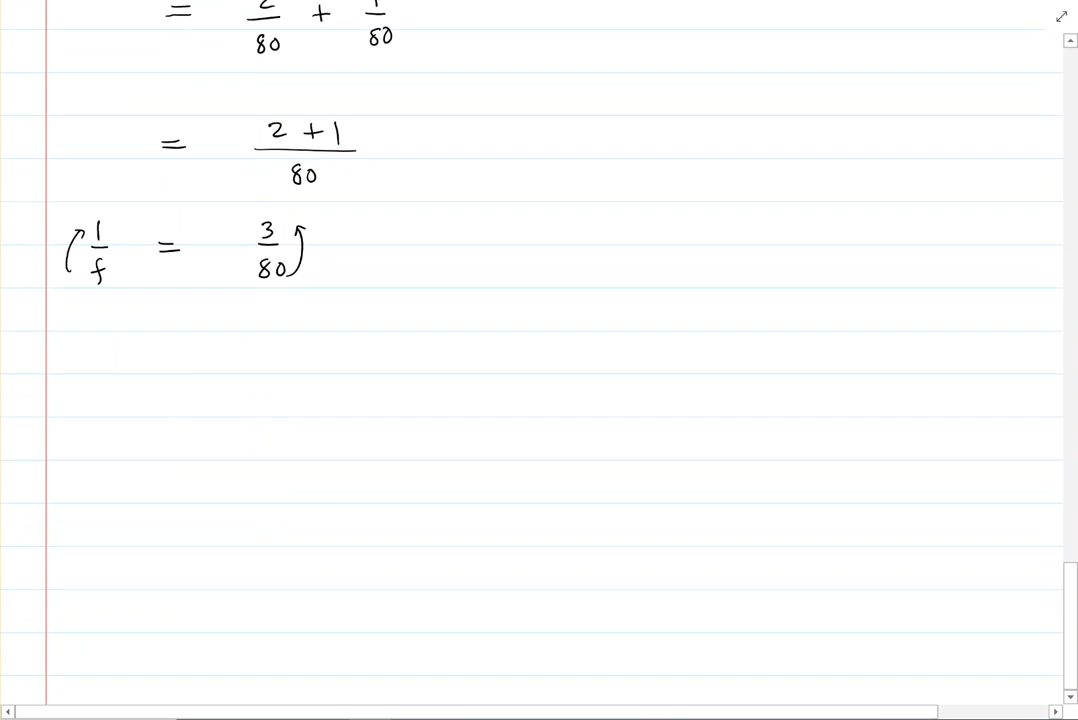 = 2/80 + 1/80
= (2 + 1)/80
1/f = 3/80